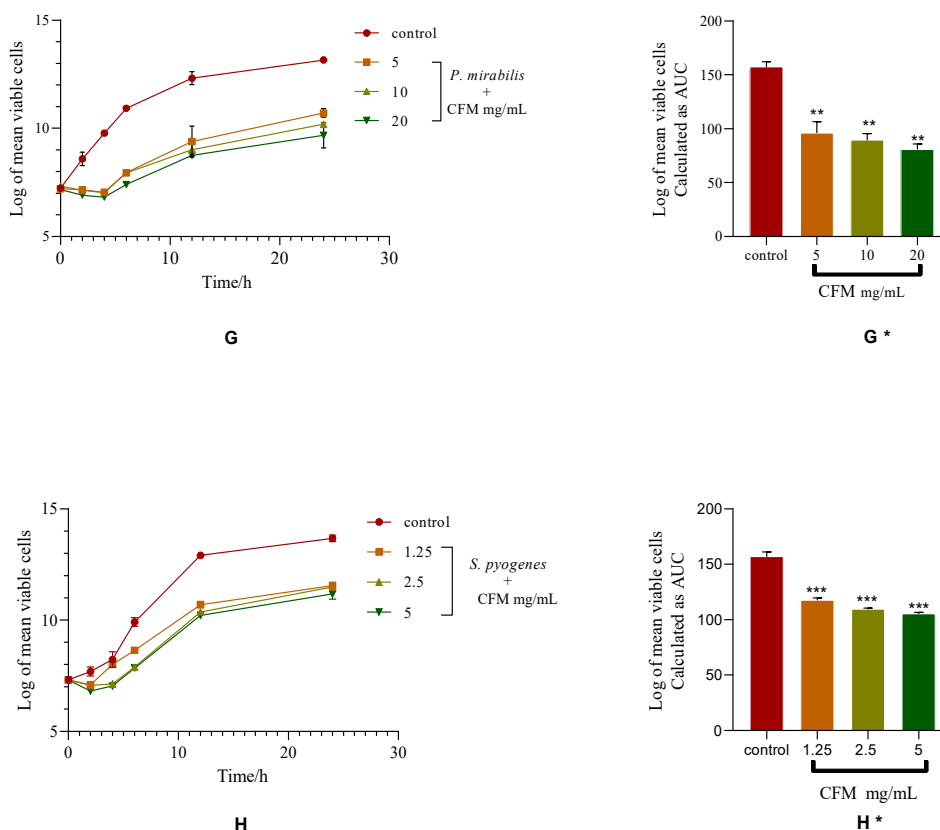 15
10
5
0
10
20
30
Log of mean viable cells
Time/h
control
5
10
20
P. mirabilis
+
CFM mg/mL
G
200
150
100
50
0
Log of mean viable cells
Calculated as AUC
**
**
**
control
5
10
20
CFM mg/mL
G *
15
10
5
0
10
20
30
Log of mean viable cells
Time/h
control
1.25
2.5
5
S. pyogenes
+
CFM mg/mL
H
200
150
100
50
0
Log of mean viable cells
Calculated as AUC
***
***
***
control
1.25
2.5
5
CFM mg/mL
H *